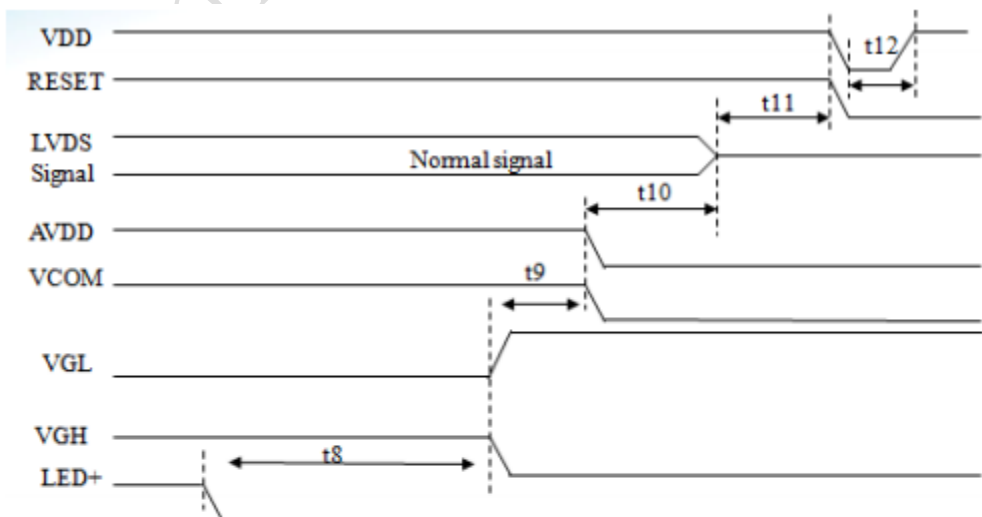 VDD
t12
RESET
t11
LVDS
Signal
Normal signal
t10
AVDD
VCOM
t9
VGL
VGH
t8
LED+